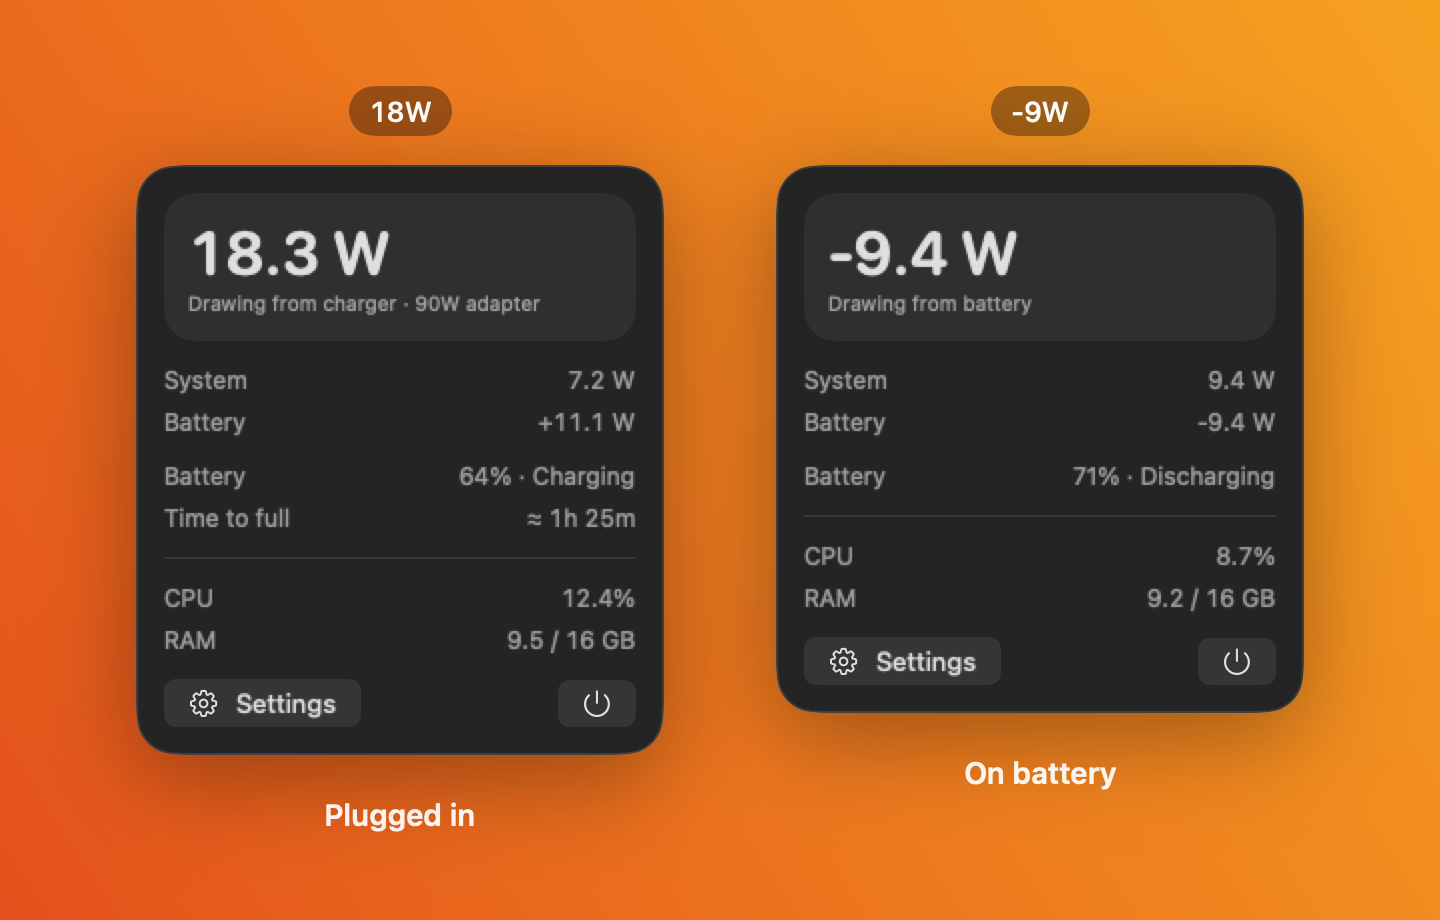 18W
18.3 W
Drawing from charger · 90W adapter
System 7.2 W
Battery +11.1 W
Battery 64% · Charging
Time to full ≈ 1h 25m
CPU 12.4%
RAM 9.5 / 16 GB
Settings
Plugged in
-9W
-9.4 W
Drawing from battery
System 9.4 W
Battery -9.4 W
Battery 71% · Discharging
CPU 8.7%
RAM 9.2 / 16 GB
Settings
On battery